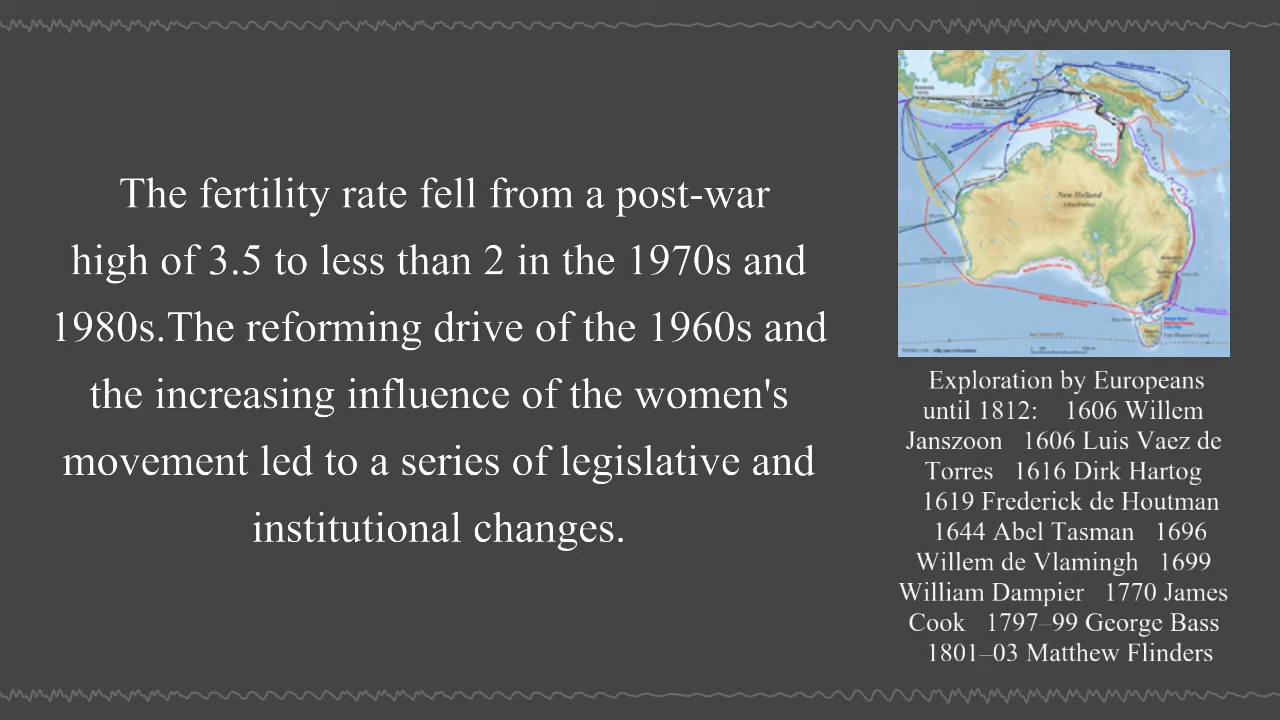 The fertility rate fell from a post-war
high of 3.5 to less than 2 in the 1970s and
1980s.The reforming drive of the 1960s and
the increasing influence of the women's
movement led to a series of legislative and
institutional changes.
New Holland
(Australia)
Exploration by Europeans
until 1812: 1606 Willem
Janszoon 1606 Luis Vaez de
Torres 1616 Dirk Hartog
1619 Frederick de Houtman
1644 Abel Tasman 1696
Willem de Vlamingh 1699
William Dampier 1770 James
Cook 1797–99 George Bass
1801–03 Matthew Flinders